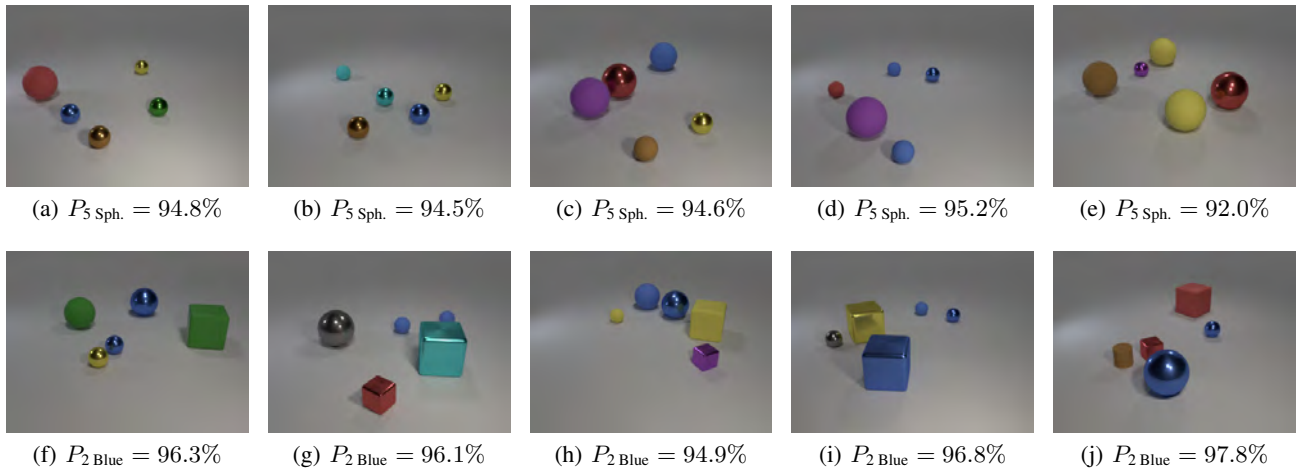 (a) P5 Sph. = 94.8%
(b) P5 Sph. = 94.5%
(c) P5 Sph. = 94.6%
(d) P5 Sph. = 95.2%
(e) P5 Sph. = 92.0%
(f) P2 Blue = 96.3%
(g) P2 Blue = 96.1%
(h) P2 Blue = 94.9%
(i) P2 Blue = 96.8%
(j) P2 Blue = 97.8%